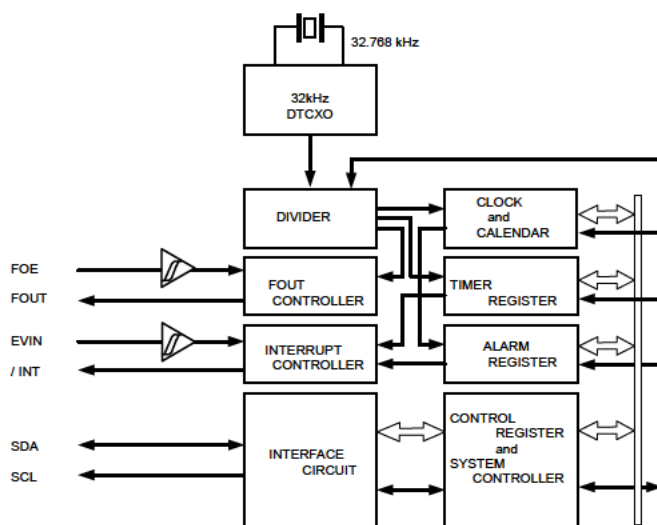 32.768 kHz
32kHz
DTCXO
DIVIDER
CLOCK
and
CALENDAR
FOE
FOUT
FOUT
CONTROLLER
TIMER
REGISTER
EVIN
/ INT
INTERRUPT
CONTROLLER
ALARM
REGISTER
SDA
SCL
INTERFACE
CIRCUIT
CONTROL
REGISTER
and
SYSTEM
CONTROLLER